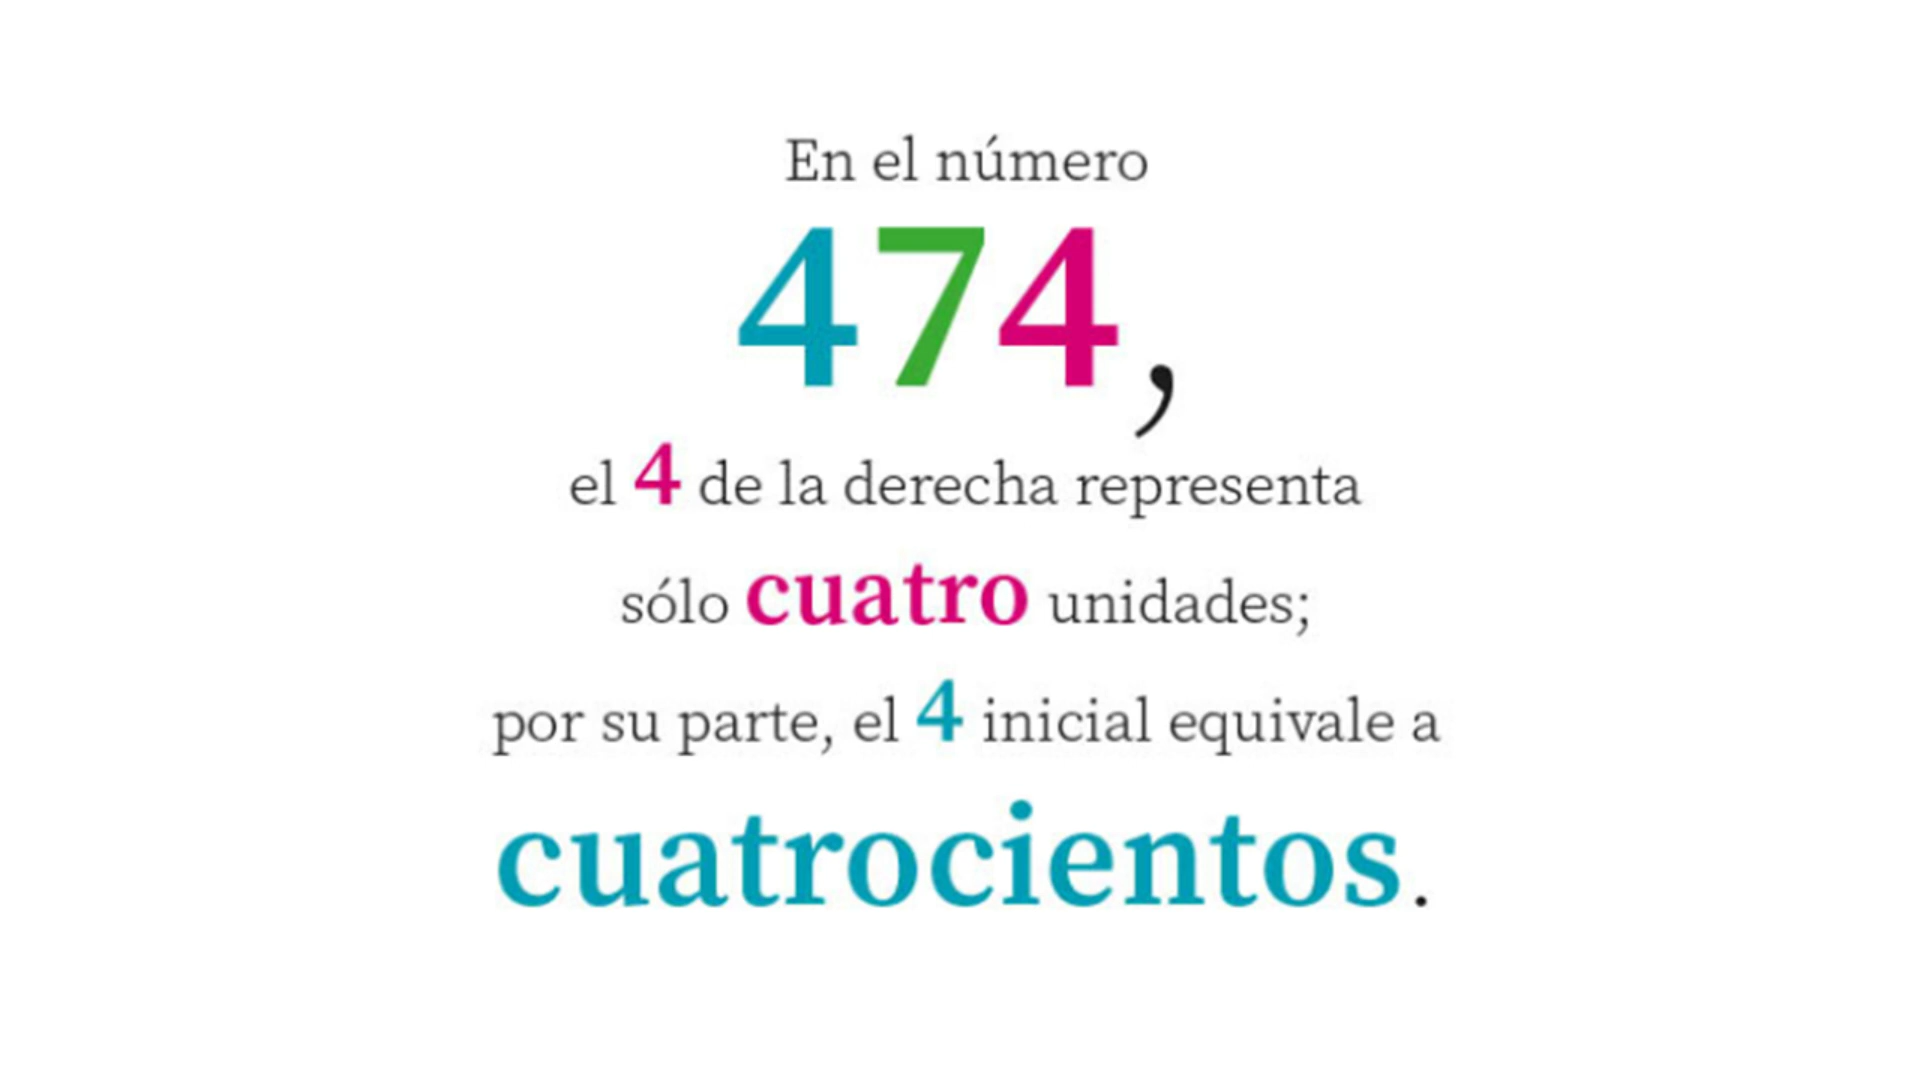 En el número
474,
el 4 de la derecha representa
sólo cuatro unidades;
por su parte, el 4 inicial equivale a
cuatrocientos.